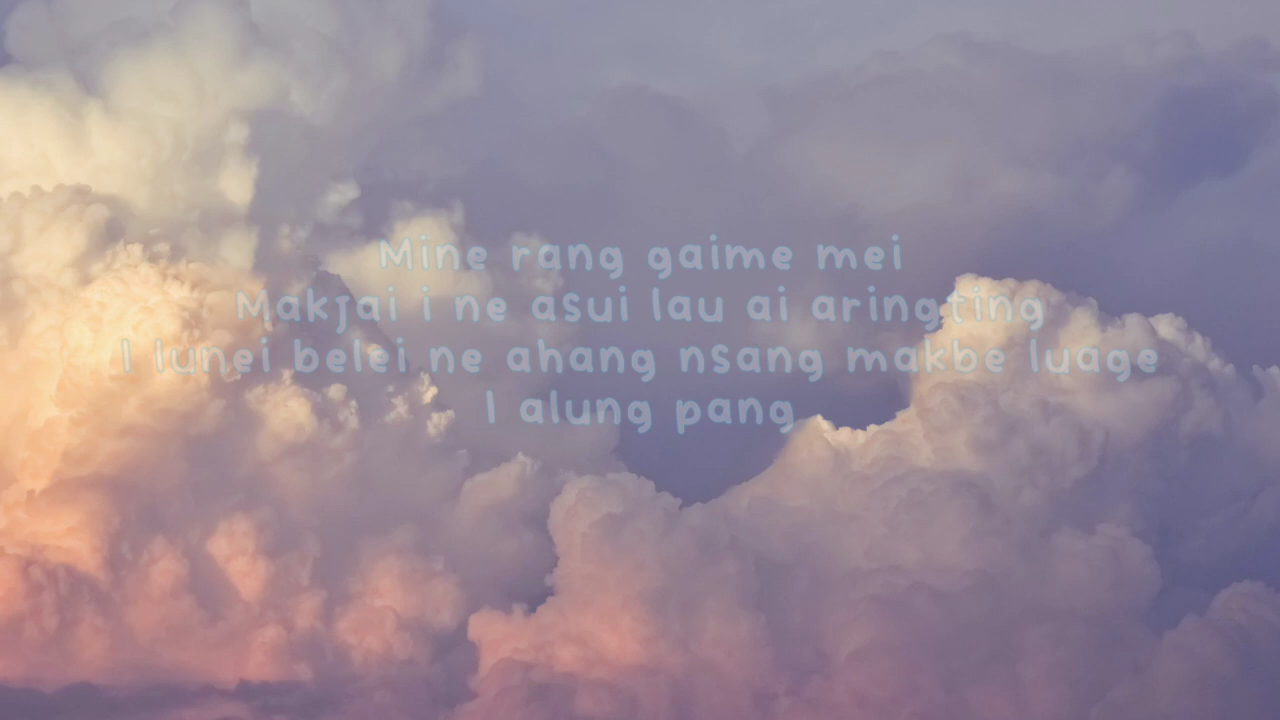 Mine rang gaime mei
Makjai i ne asui lau ai aringting
I lunei belei ne ahang nsang makbe luage
I alung pang